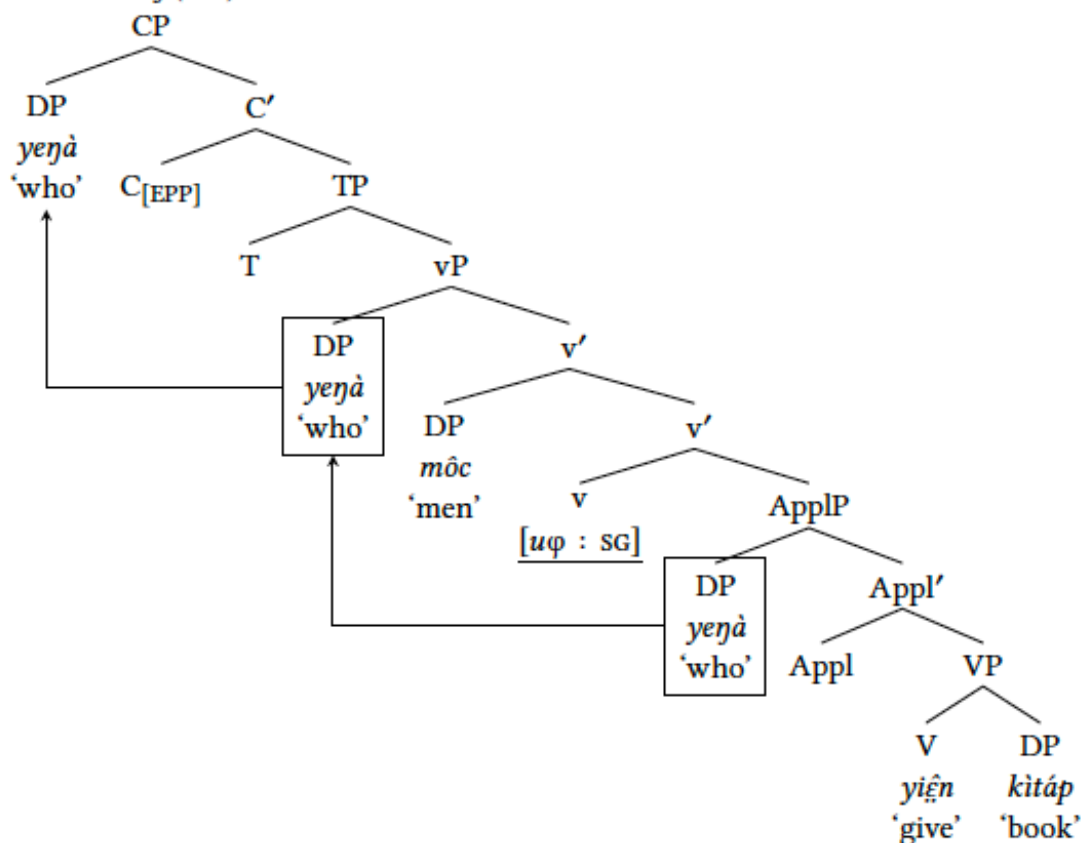 CP
DP C′
yeŋà
‘who’ C[EPP] TP
T vP
DP v′
yeŋà
‘who’ DP v′
môc
‘men’ v ApplP
[uφ : SG]
DP Appl′
yeŋà
‘who’ Appl VP
V DP
yiɛ̤̂n kìtáp
‘give’ ‘book’